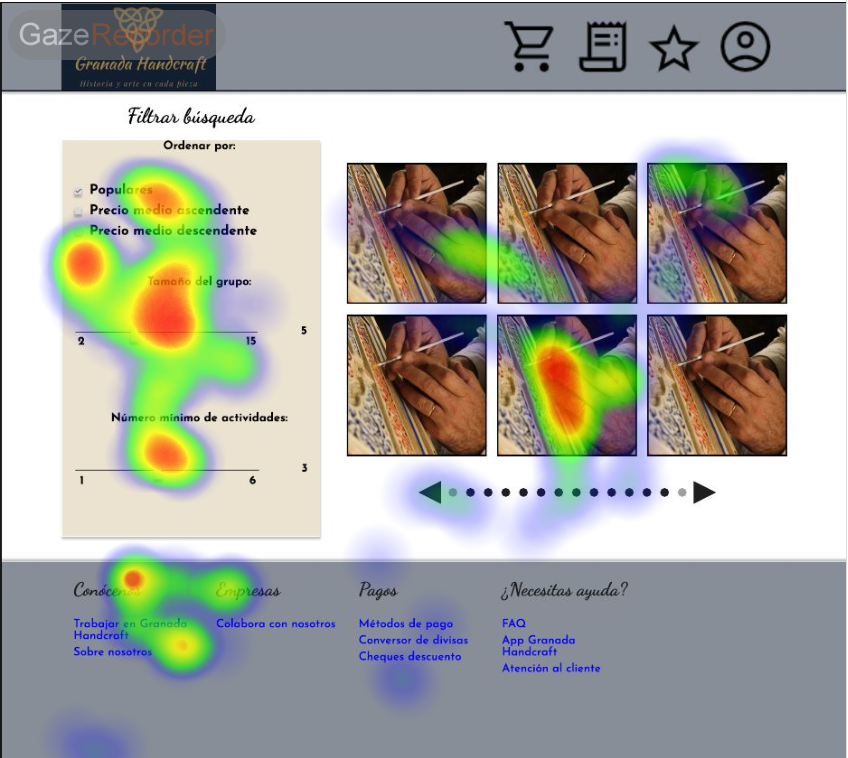 GazeRecorder
Granada Handcraft
Historia y arte en cada pieza
Filtrar búsqueda
Ordenar por:
Populares
Precio medio ascendente
Precio medio descendente
Tamaño del grupo:
5
2 15
Número mínimo de actividades:
3
1 6
Conócenos
Empresas
Pagos
¿Necesitas ayuda?
Trabajar en Granada
Handcraft
Sobre nosotros
Colabora con nosotros
Métodos de pago
Conversor de divisas
Cheques descuento
FAQ
App Granada
Handcraft
Atención al cliente